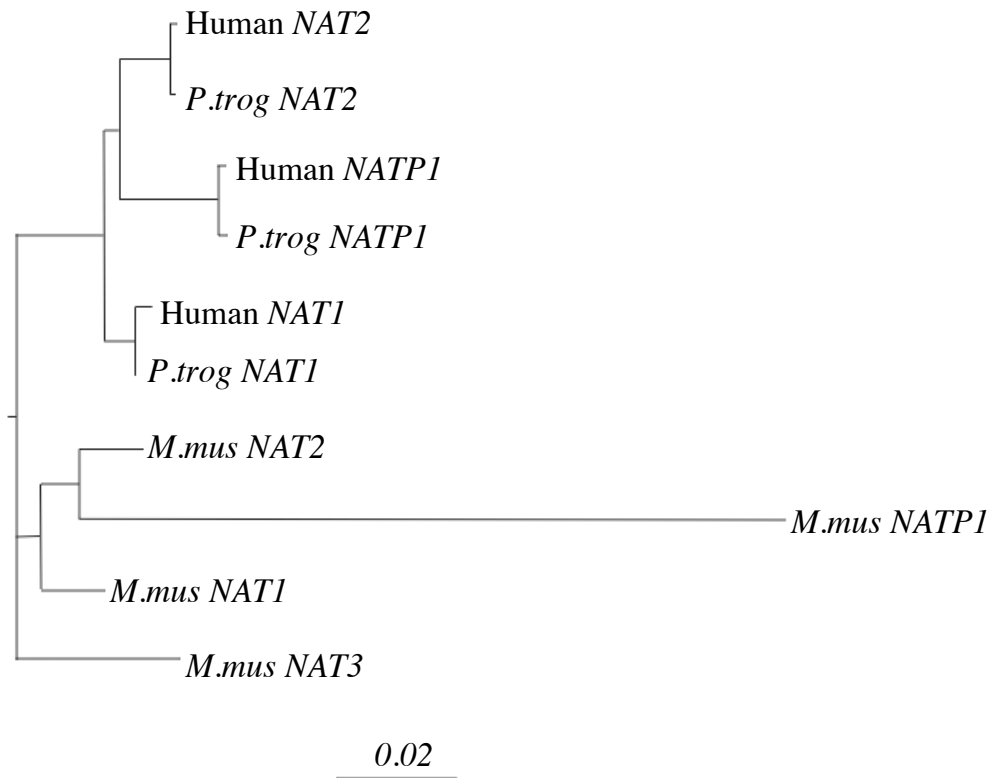 Human NAT2
P.trog NAT2
Human NATP1
P.trog NATP1
Human NAT1
P.trog NAT1
M.mus NAT2
M.mus NATP1
M.mus NAT1
M.mus NAT3
0.02